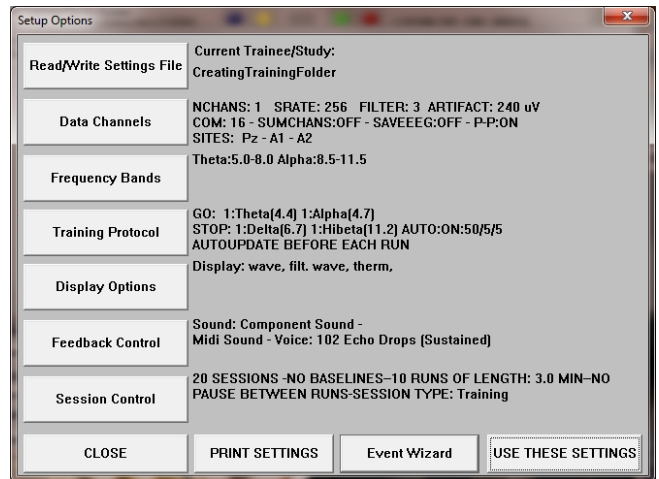 Setup Options
Read/Write Settings File
Current Trainee/Study:
CreatingTrainingFolder
Data Channels
NCHANS: 1 SRATE: 256 FILTER: 3 ARTIFACT: 240 uV
COM: 16 - SUMCHANS:OFF - SAVEEEG:OFF - P-P:ON
SITES: Pz - A1 - A2
Frequency Bands
Theta:5.0-8.0 Alpha:8.5-11.5
Training Protocol
GO: 1:Theta(4.4) 1:Alpha(4.7)
STOP: 1:Delta(6.7) 1:Hibeta(11.2) AUTO:ON:50/5/5
AUTOUPDATE BEFORE EACH RUN
Display Options
Display: wave, filt. wave, therm,
Feedback Control
Sound: Component Sound -
Midi Sound - Voice: 102 Echo Drops (Sustained)
Session Control
20 SESSIONS -NO BASELINES--10 RUNS OF LENGTH: 3.0 MIN--NO
PAUSE BETWEEN RUNS-SESSION TYPE: Training
CLOSE
PRINT SETTINGS
Event Wizard
USE THESE SETTINGS